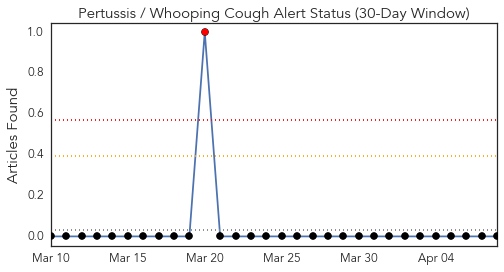 Pertussis / Whooping Cough Alert Status (30-Day Window)
Articles Found
1.0
0.8
0.6
0.4
0.2
0.0
Mar 10 Mar 15 Mar 20 Mar 25 Mar 30 Apr 04